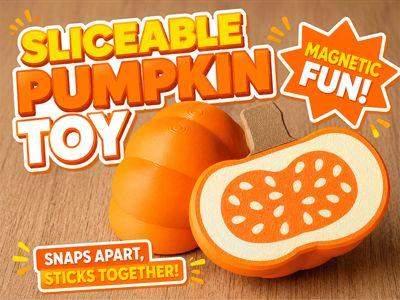 SLICEABLE
PUMPKIN
TOY
MAGNETIC
FUN!
SNAPS APART,
STICKS TOGETHER!